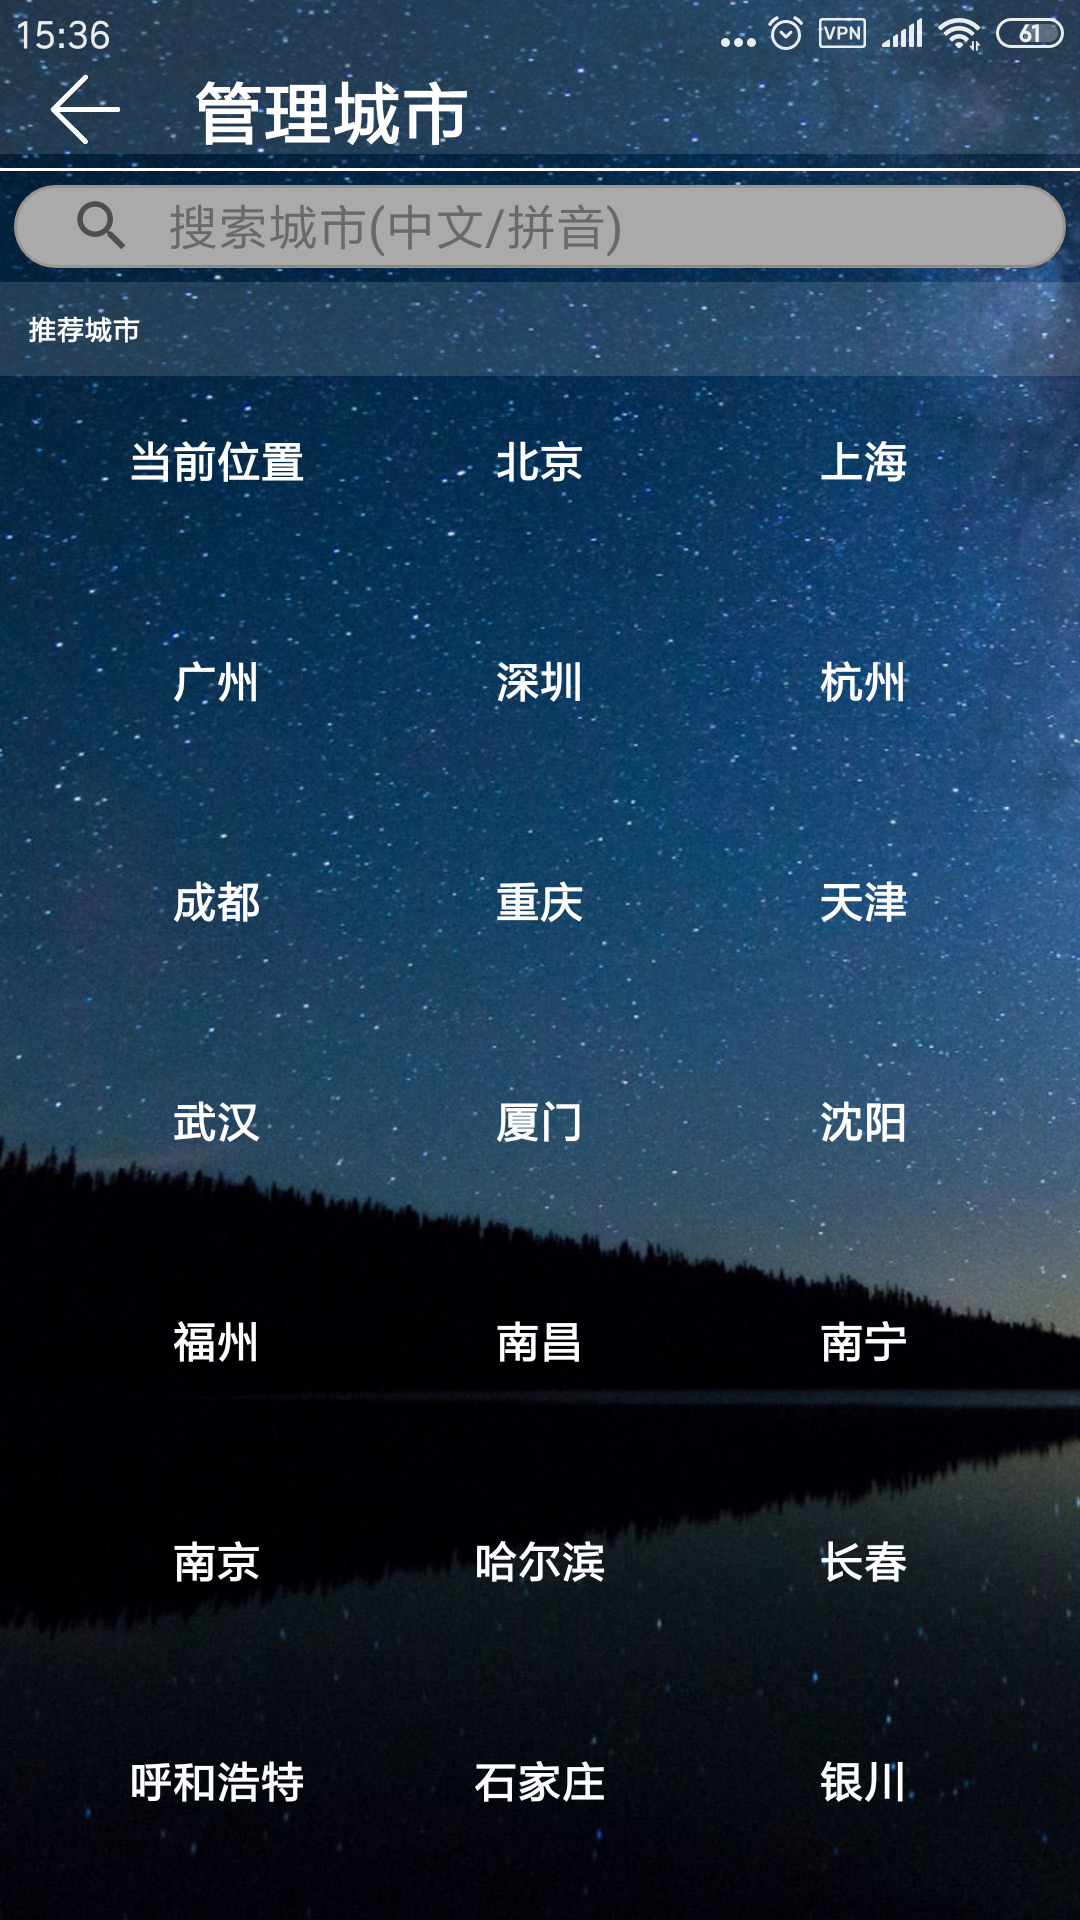 15:36 ... VPN 61
管理城市
搜索城市(中文/拼音)
推荐城市
当前位置 北京 上海
广州 深圳 杭州
成都 重庆 天津
武汉 厦门 沈阳
福州 南昌 南宁
南京 哈尔滨 长春
呼和浩特 石家庄 银川